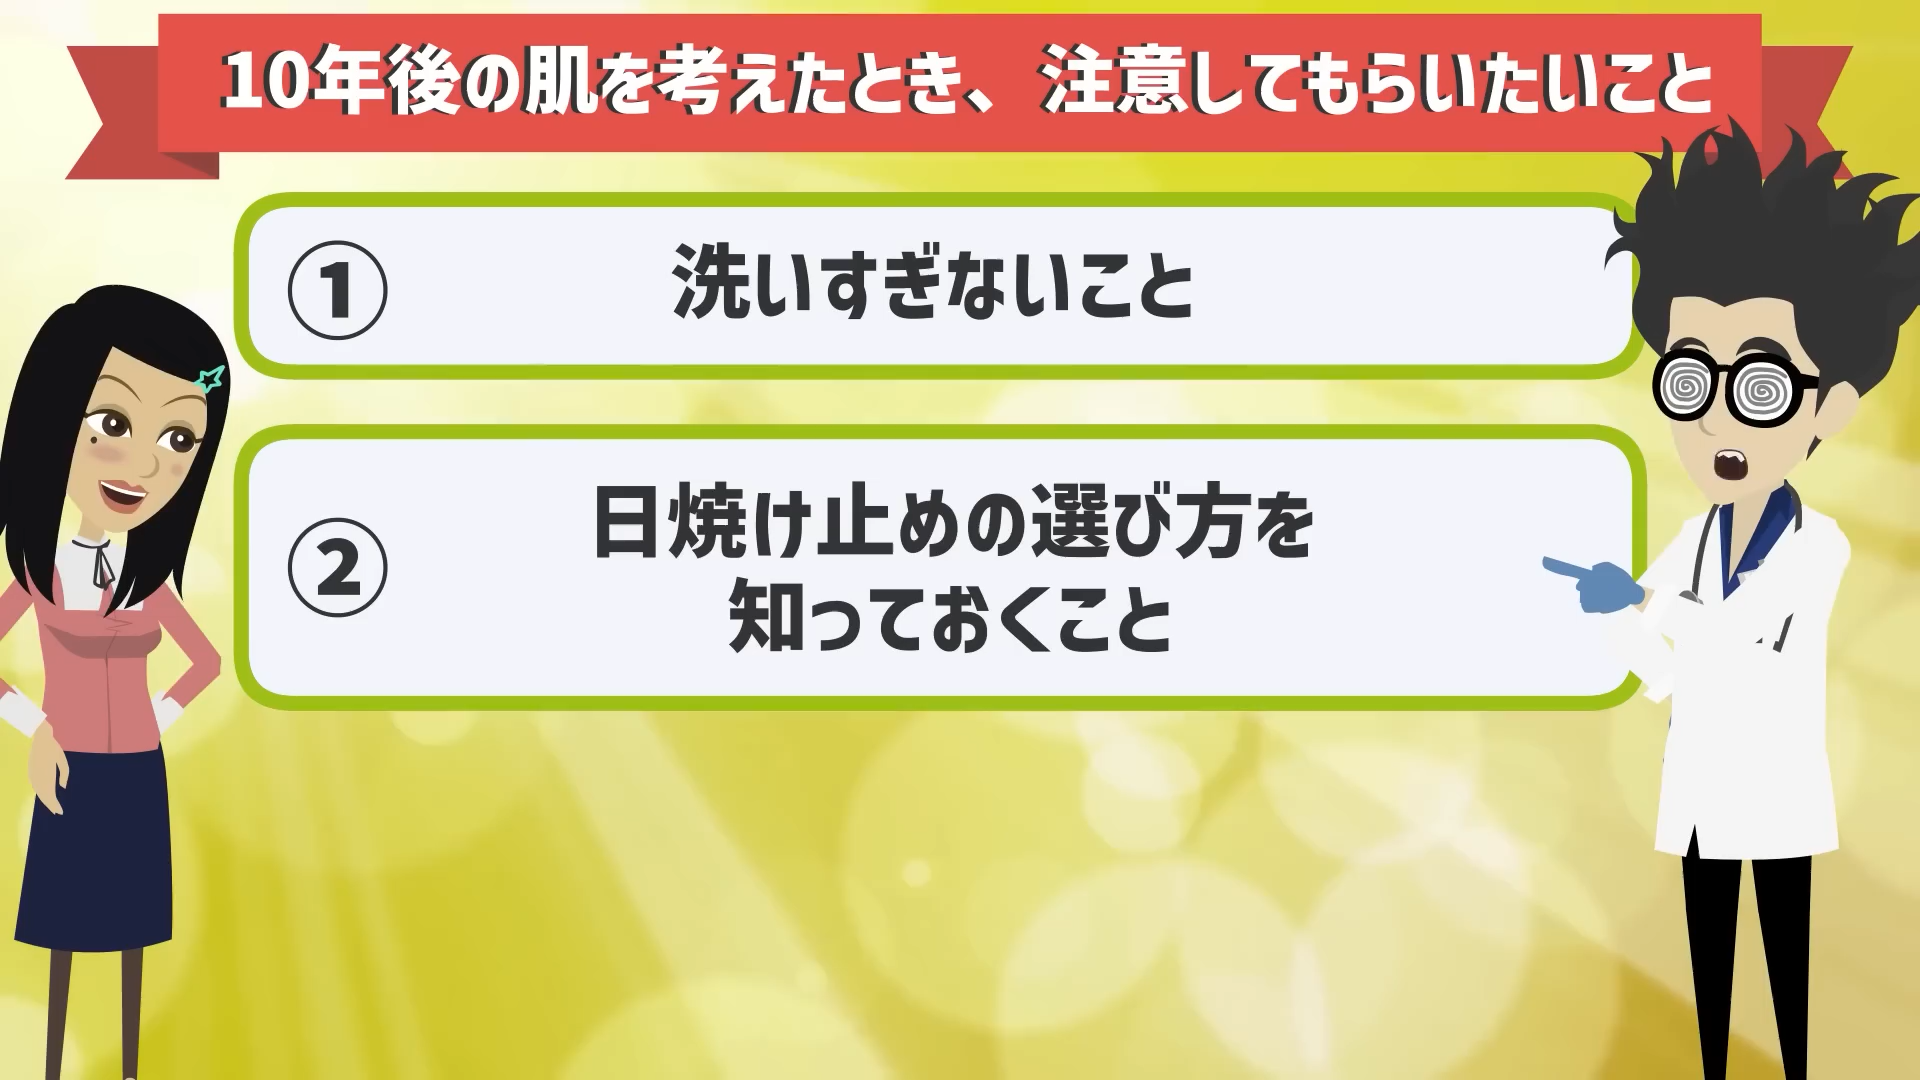 10年後の肌を考えたとき、注意してもらいたいこと
① 洗いすぎないこと
② 日焼け止めの選び方を
知っておくこと